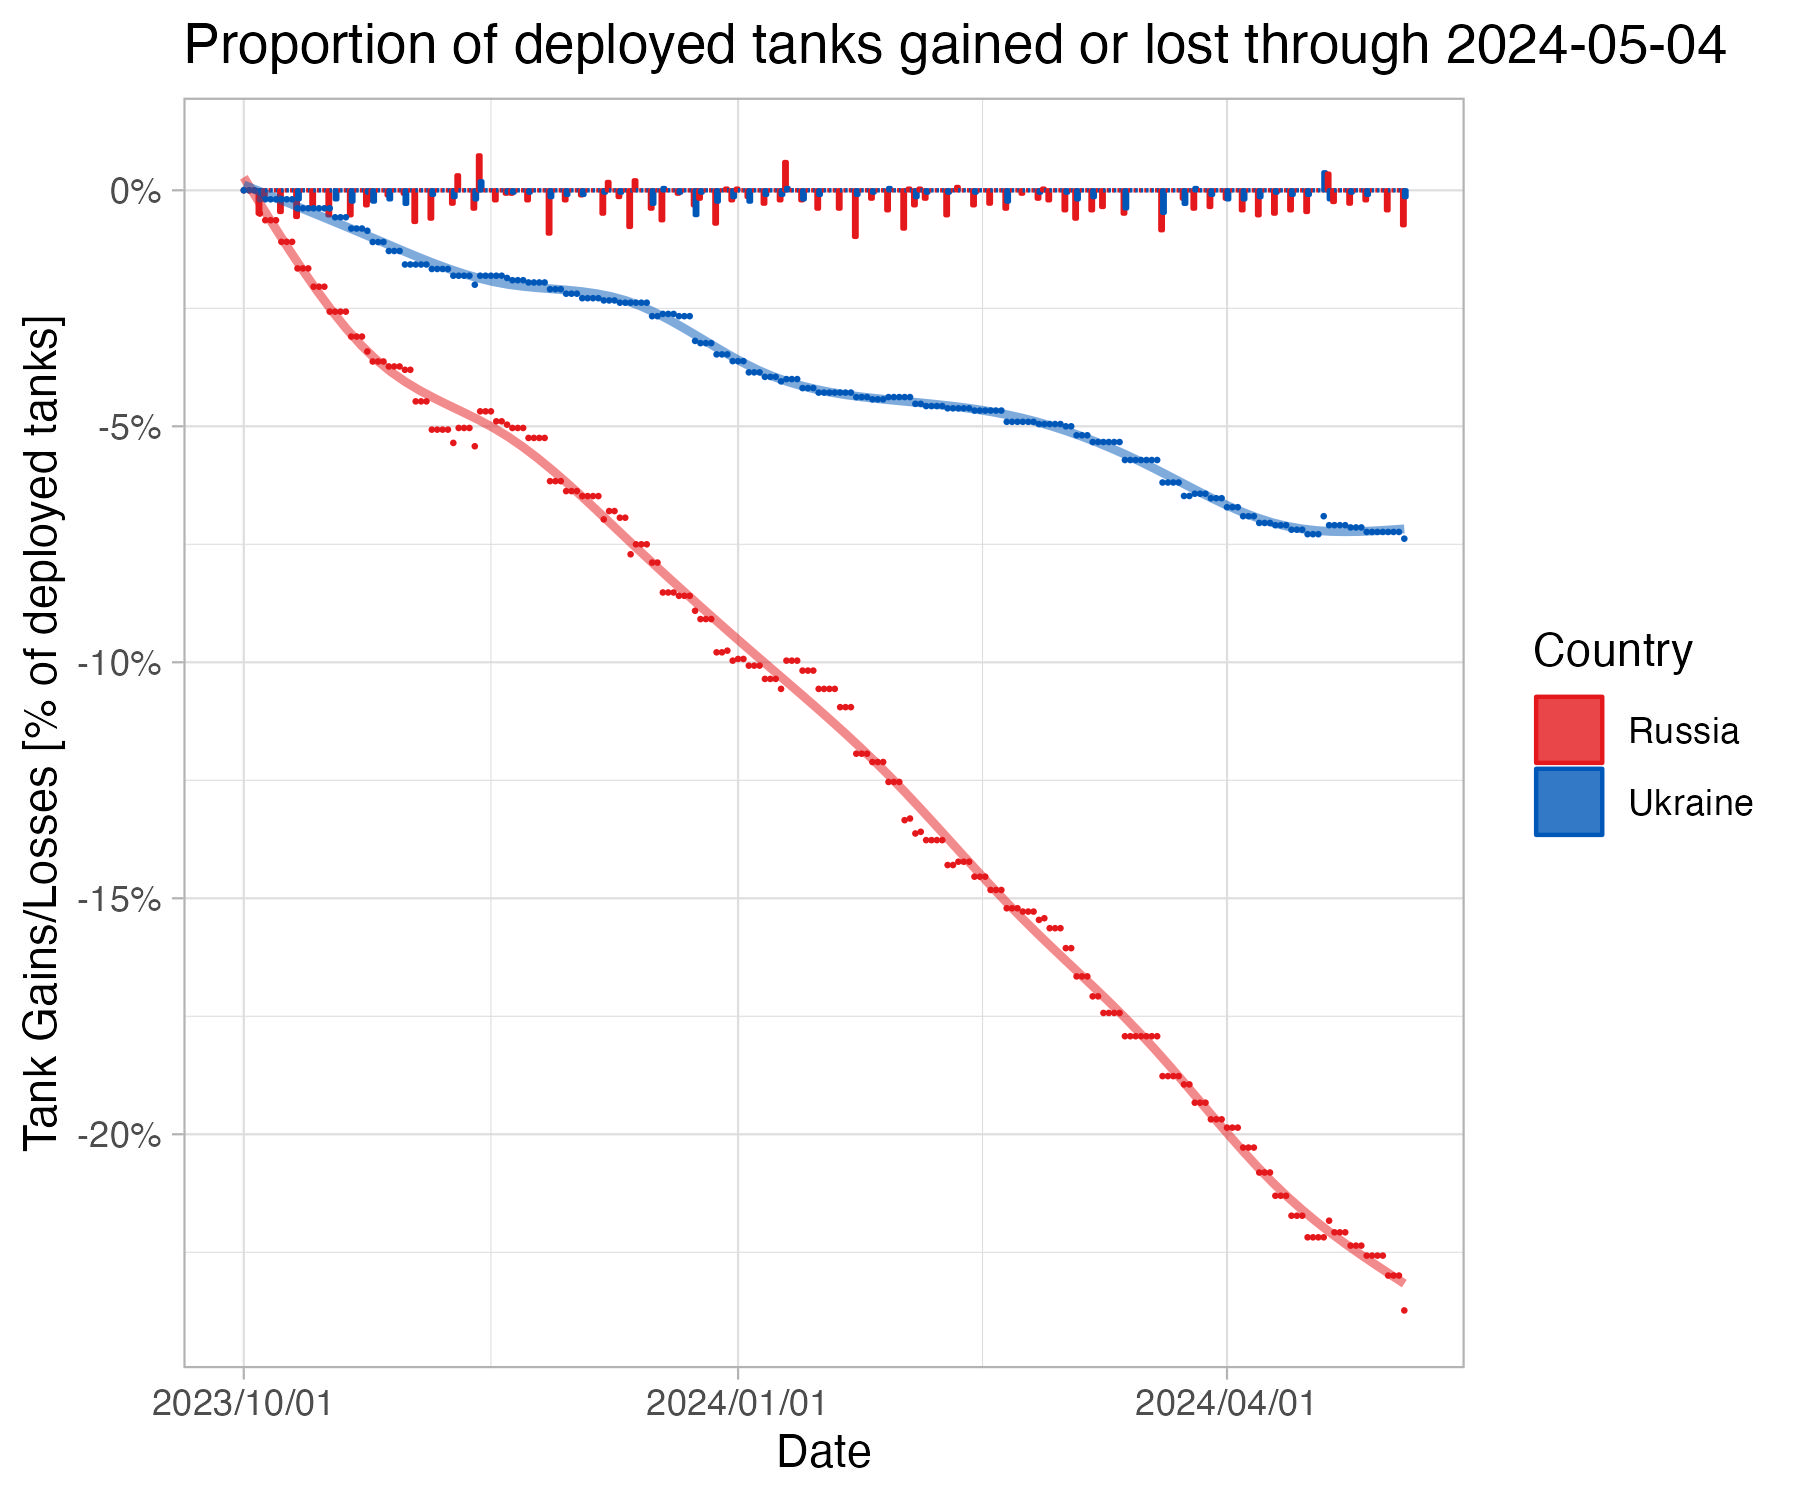 Proportion of deployed tanks gained or lost through 2024-05-04
Tank Gains/Losses [% of deployed tanks]
0%
-5%
-10%
-15%
-20%
2023/10/01
2024/01/01
2024/04/01
Date
Country
Russia
Ukraine